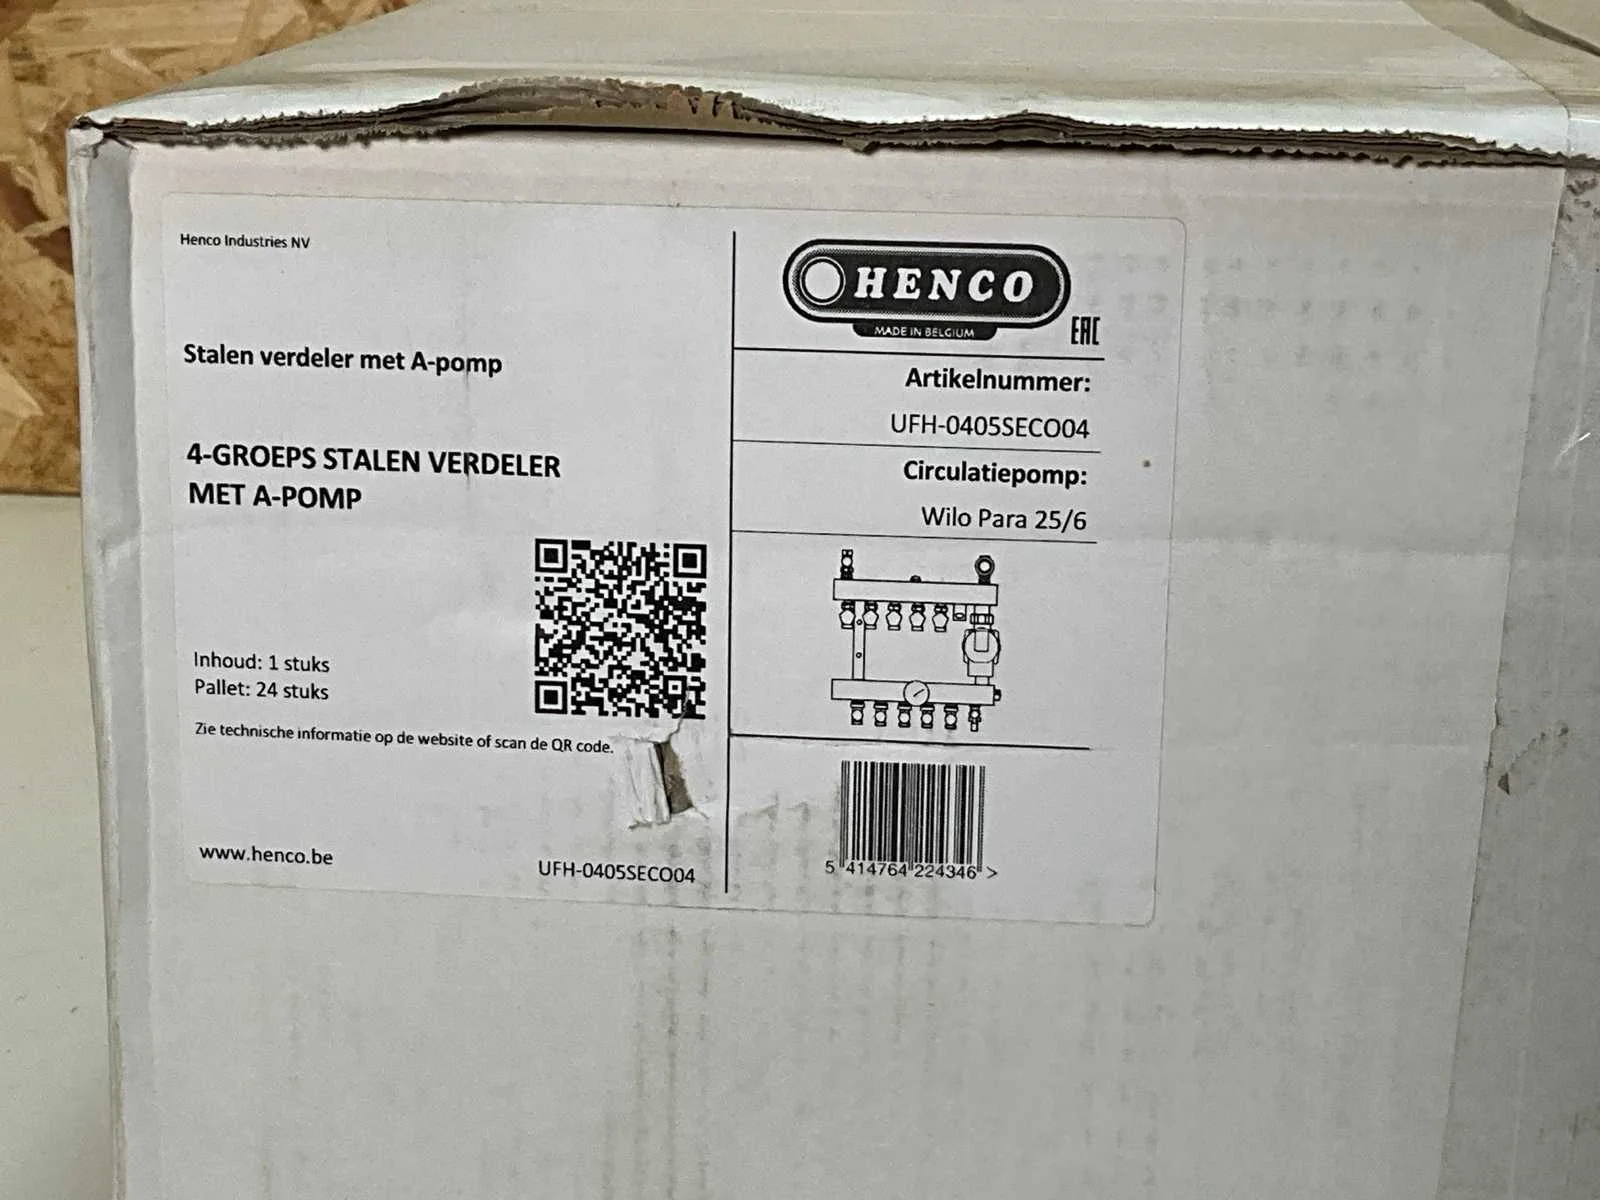 Henco Industries NV
Stalen verdeler met A-pomp
4-GROEPS STALEN VERDELER
MET A-POMP
Inhoud: 1 stuks
Pallet: 24 stuks
Zie technische informatie op de website of scan de QR code.
www.henco.be
UFH-0405SECO04
HENCO
MADE IN BELGIUM
EAC
Artikelnummer:
UFH-0405SECO04
Circulatiepomp:
Wilo Para 25/6
5 414764 224346 >